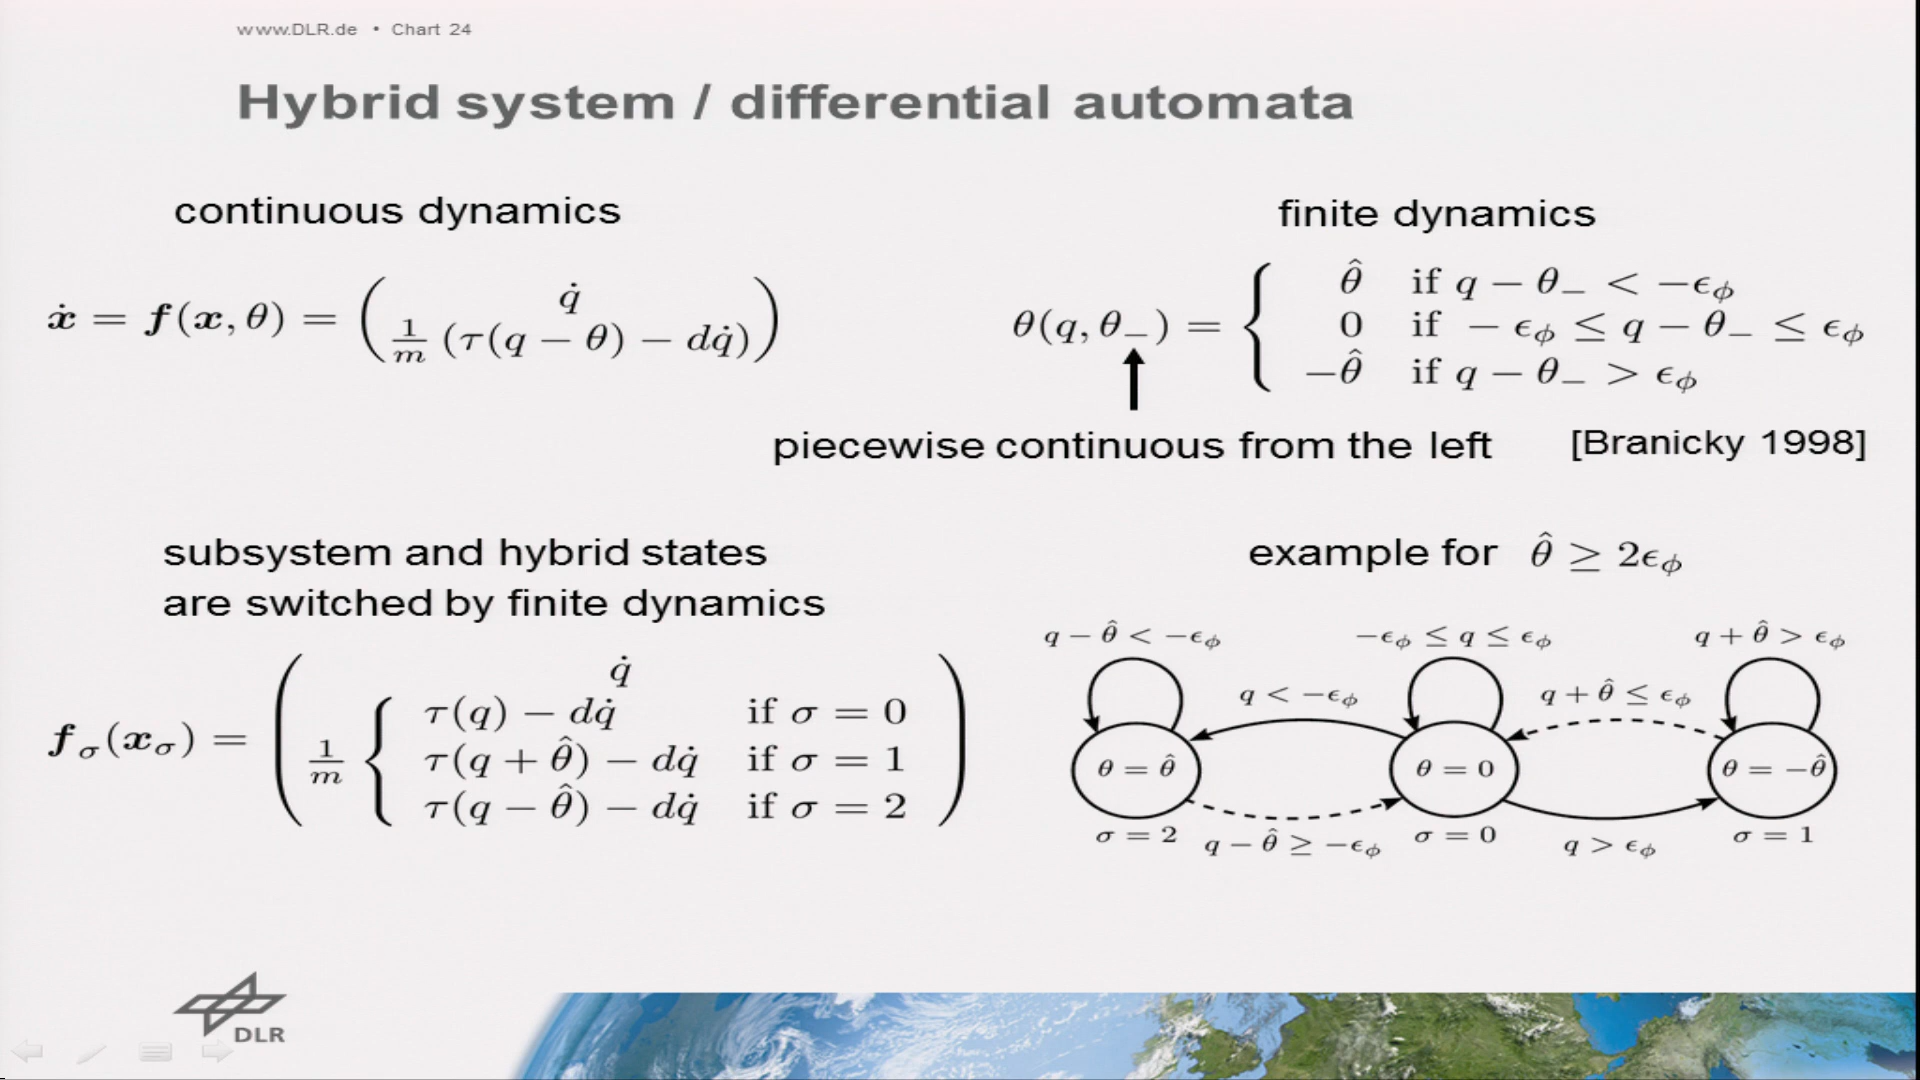 www.DLR.de • Chart 24
Hybrid system / differential automata
continuous dynamics
ẋ = f(x, θ) = ( q̇
1/m (τ(q − θ) − dq̇) )
finite dynamics
θ(q, θ₋) = { θ̂ if q − θ₋ < −ϵ_ϕ
0 if − ϵ_ϕ ≤ q − θ₋ ≤ ϵ_ϕ
−θ̂ if q − θ₋ > ϵ_ϕ
piecewise continuous from the left
[Branicky 1998]
subsystem and hybrid states
are switched by finite dynamics
f_σ(x_σ) = ( q̇
1/m { τ(q) − dq̇ if σ = 0
τ(q + θ̂) − dq̇ if σ = 1
τ(q − θ̂) − dq̇ if σ = 2 )
example for θ̂ ≥ 2ϵ_ϕ
q − θ̂ < −ϵ_ϕ
−ϵ_ϕ ≤ q ≤ ϵ_ϕ
q + θ̂ > ϵ_ϕ
q < −ϵ_ϕ
q + θ̂ ≤ ϵ_ϕ
θ = θ̂
θ = 0
θ = −θ̂
σ = 2
q − θ̂ ≥ −ϵ_ϕ
σ = 0
q > ϵ_ϕ
σ = 1
DLR